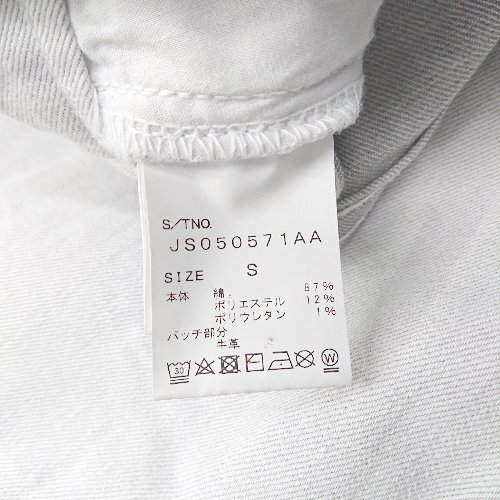 S/TNO.
JS050571AA
SIZE S
本体 綿, 87%
ポリエステル 12%
ポリウレタン 1%
パッチ部分
牛革
30 W